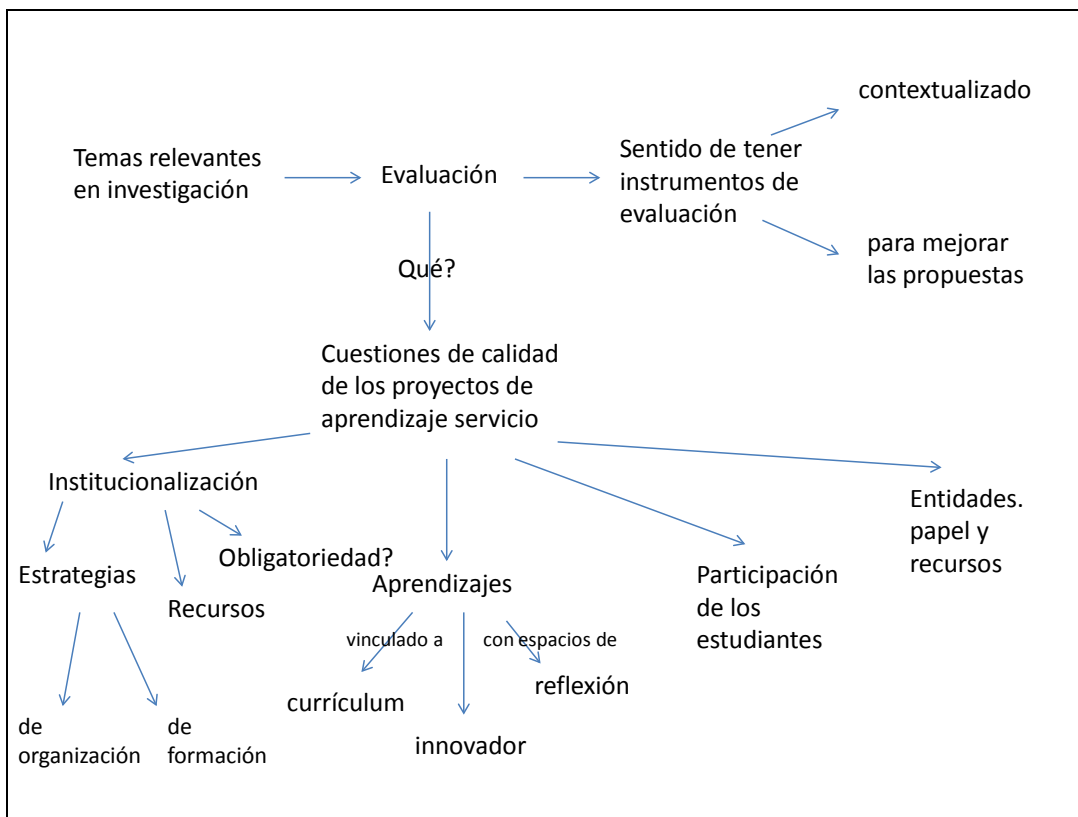 contextualizado
Temas relevantes
en investigación
Evaluación
Sentido de tener
instrumentos de
evaluación
para mejorar
las propuestas
Qué?
Cuestiones de calidad
de los proyectos de
aprendizaje servicio
Institucionalización
Entidades.
papel y
recursos
Obligatoriedad?
Estrategias
Recursos
Aprendizajes
Participación
de los
estudiantes
vinculado a
con espacios de
currículum
reflexión
innovador
de
organización
de
formación